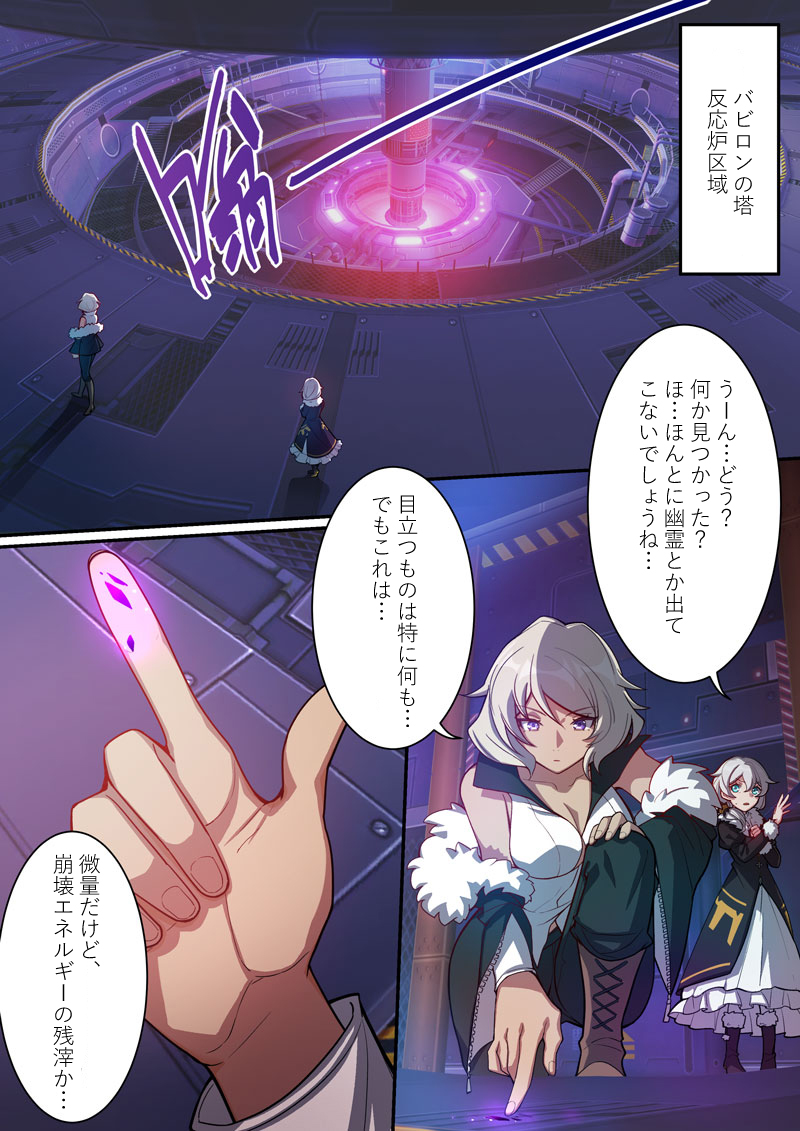 バビロンの塔
反応炉区域
嗡
うーん…どう？
何か見つかった？
ほ…ほんとに幽霊とか出て
こないでしょうね…
目立つものは特に何も…
でもこれは…
微量だけど、
崩壊エネルギーの残滓か…